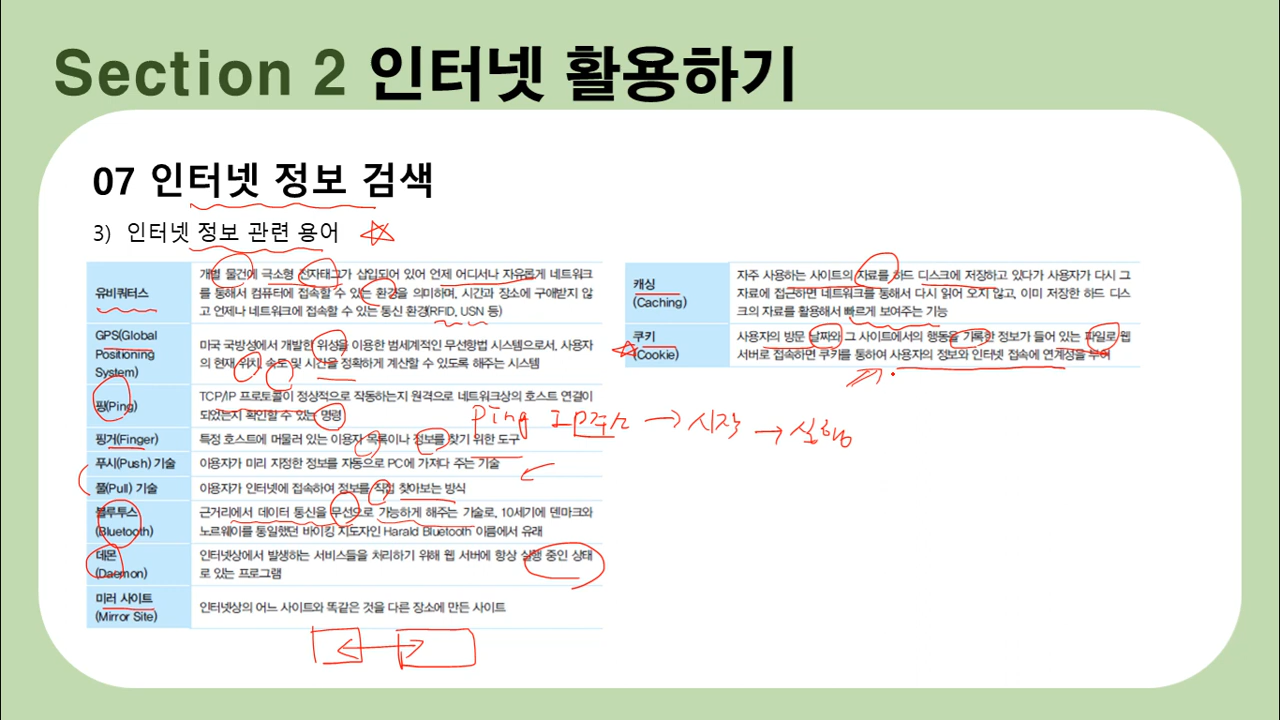 Section 2 인터넷 활용하기
07 인터넷 정보 검색
3) 인터넷 정보 관련 용어
유비쿼터스
개별 물건에 극소형 전자태그가 삽입되어 있어 언제 어디서나 자유롭게 네트워크
를 통해서 컴퓨터에 접속할 수 있는 환경을 의미하며, 시간과 장소에 구애받지 않
고 언제나 네트워크에 접속할 수 있는 통신 환경(RFID, USN 등)
GPS(Global
Positioning
System)
미국 국방성에서 개발한 위성을 이용한 범세계적인 무선항법 시스템으로서, 사용자
의 현재 위치, 속도 및 시간을 정확하게 계산할 수 있도록 해주는 시스템
핑(Ping)
TCP/IP 프로토콜이 정상적으로 작동하는지 원격으로 네트워크상의 호스트 연결이
되었는지 확인할 수 있는 명령
ping IP주소 → 시작 → 실행
핑거(Finger)
특정 호스트에 머물러 있는 이용자 목록이나 정보를 찾기 위한 도구
푸시(Push) 기술
이용자가 미리 지정한 정보를 자동으로 PC에 가져다 주는 기술
풀(Pull) 기술
이용자가 인터넷에 접속하여 정보를 직접 찾아보는 방식
블루투스
(Bluetooth)
근거리에서 데이터 통신을 무선으로 가능하게 해주는 기술로, 10세기에 덴마크와
노르웨이를 통일했던 바이킹 지도자인 Harald Bluetooth 이름에서 유래
데몬
(Daemon)
인터넷상에서 발생하는 서비스들을 처리하기 위해 웹 서버에 항상 실행 중인 상태
로 있는 프로그램
미러 사이트
(Mirror Site)
인터넷상의 어느 사이트와 똑같은 것을 다른 장소에 만든 사이트
캐싱
(Caching)
자주 사용하는 사이트의 자료를 하드 디스크에 저장하고 있다가 사용자가 다시 그
자료에 접근하면 네트워크를 통해서 다시 읽어 오지 않고, 이미 저장한 하드 디스
크의 자료를 활용해서 빠르게 보여주는 기능
쿠키
(Cookie)
사용자의 방문 날짜와 그 사이트에서의 행동을 기록한 정보가 들어 있는 파일로 웹
서버로 접속하면 쿠키를 통하여 사용자의 정보와 인터넷 접속에 연계성을 부여